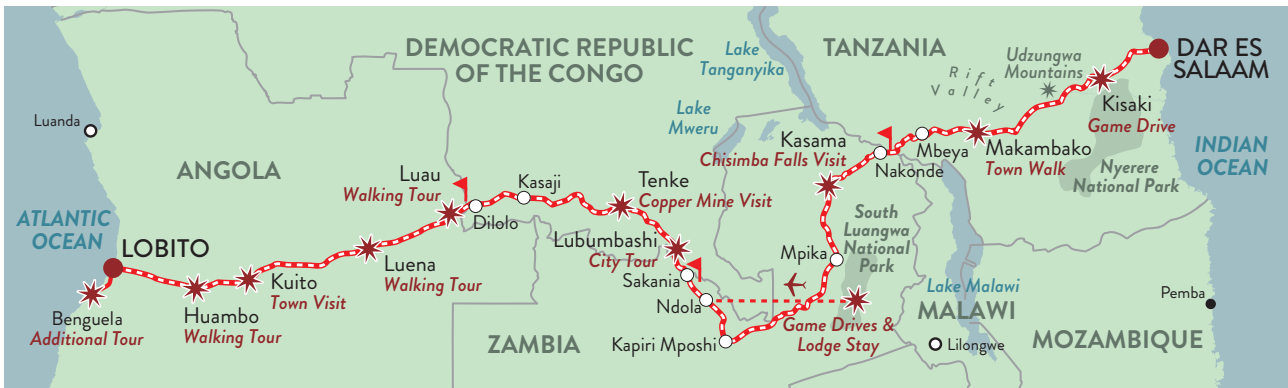 DEMOCRATIC REPUBLIC
OF THE CONGO
Lake
Tanganyika
TANZANIA
Udzungwa
Mountains
DAR ES
SALAAM
Rift
Valley
Kisaki
Game Drive
Luanda
Lake
Mweru
Kasama
Chisimba Falls Visit
Mbeya
Makambako
Town Walk
INDIAN
OCEAN
Nakonde
Nyerere
National Park
ANGOLA
Luau
Walking Tour
Kasaji
Dilolo
Tenke
Copper Mine Visit
ATLANTIC
OCEAN
LOBITO
Lubumbashi
City Tour
South
Luangwa
National
Park
Mpika
Luena
Walking Tour
Kuito
Town Visit
Sakania
Ndola
Lake Malawi
Pemba
Benguela
Additional Tour
Huambo
Walking Tour
ZAMBIA
Kapiri Mposhi
Game Drives &
Lodge Stay
MALAWI
Lilongwe
MOZAMBIQUE